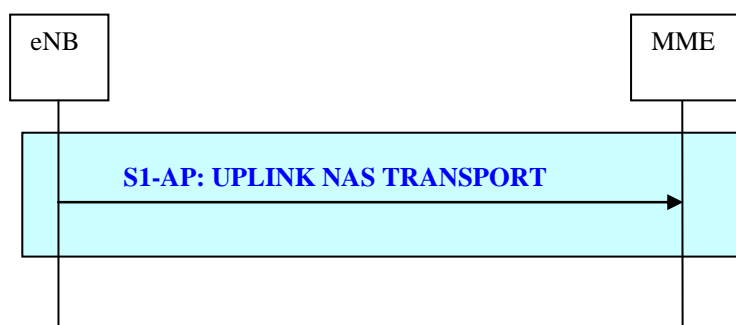 eNB
MME
S1-AP: UPLINK NAS TRANSPORT